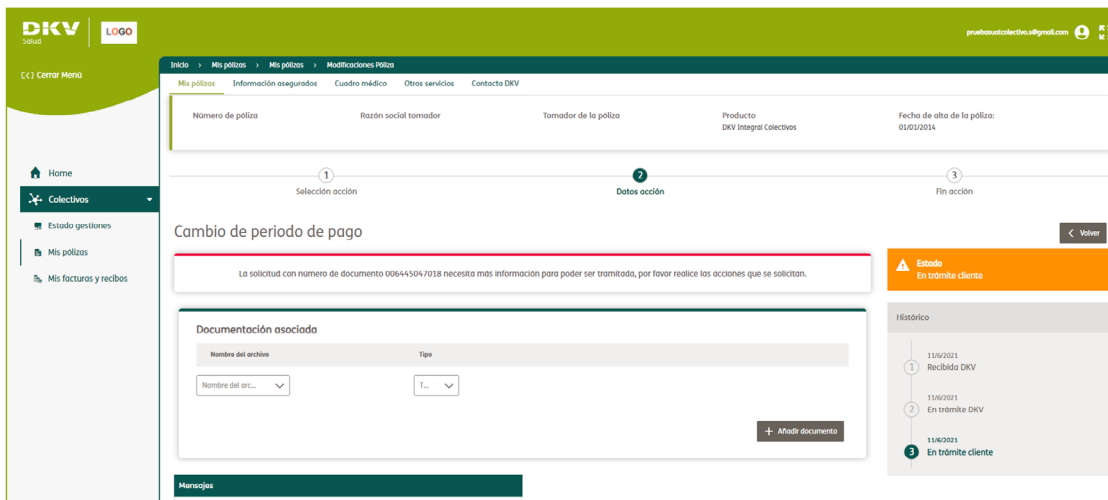 DKV
Salud
LOGO
pruebasuatcolectivo.s@gmail.com
[<] Cerrar Menú
Inicio > Mis pólizas > Mis pólizas > Modificaciones Póliza
Mis pólizas Información asegurados Cuadro médico Otros servicios Contacta DKV
Número de póliza Razón social tomador Tomador de la póliza Producto Fecha de alta de la póliza:
DKV Integral Colectivos 01/01/2014
Home
Colectivos
Estado gestiones
Mis pólizas
Mis facturas y recibos
1 2 3
Selección acción Datos acción Fin acción
Cambio de periodo de pago
< Volver
La solicitud con número de documento 006445047018 necesita más información para poder ser tramitada, por favor realice las acciones que se solicitan.
Estado
En trámite cliente
Documentación asociada
Nombre del archivo Tipo
Nombre del arc... T...
+ Añadir documento
Histórico
11/6/2021
1 Recibida DKV
11/6/2021
2 En trámite DKV
11/6/2021
3 En trámite cliente
Mensajes